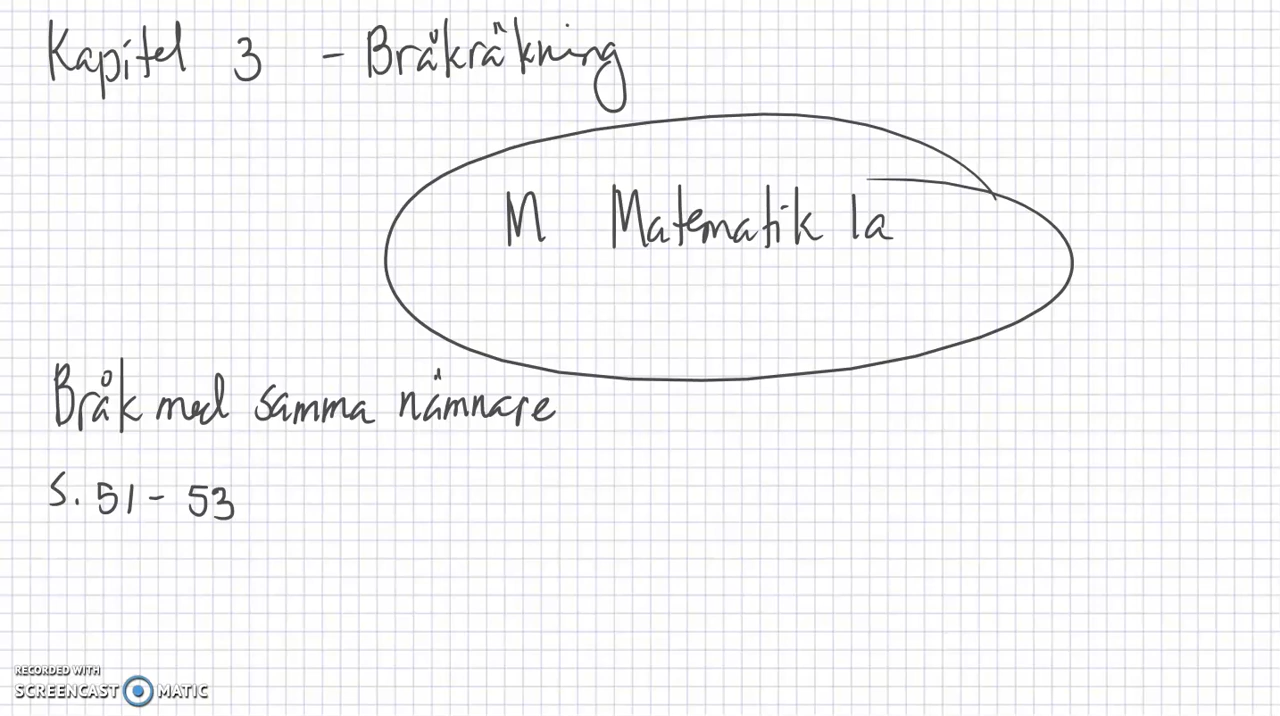 Kapitel 3 - Bråkräkning
M Matematik 1a
Bråk med samma nämnare
S. 51 - 53
RECORDED WITH
SCREENCAST MATIC